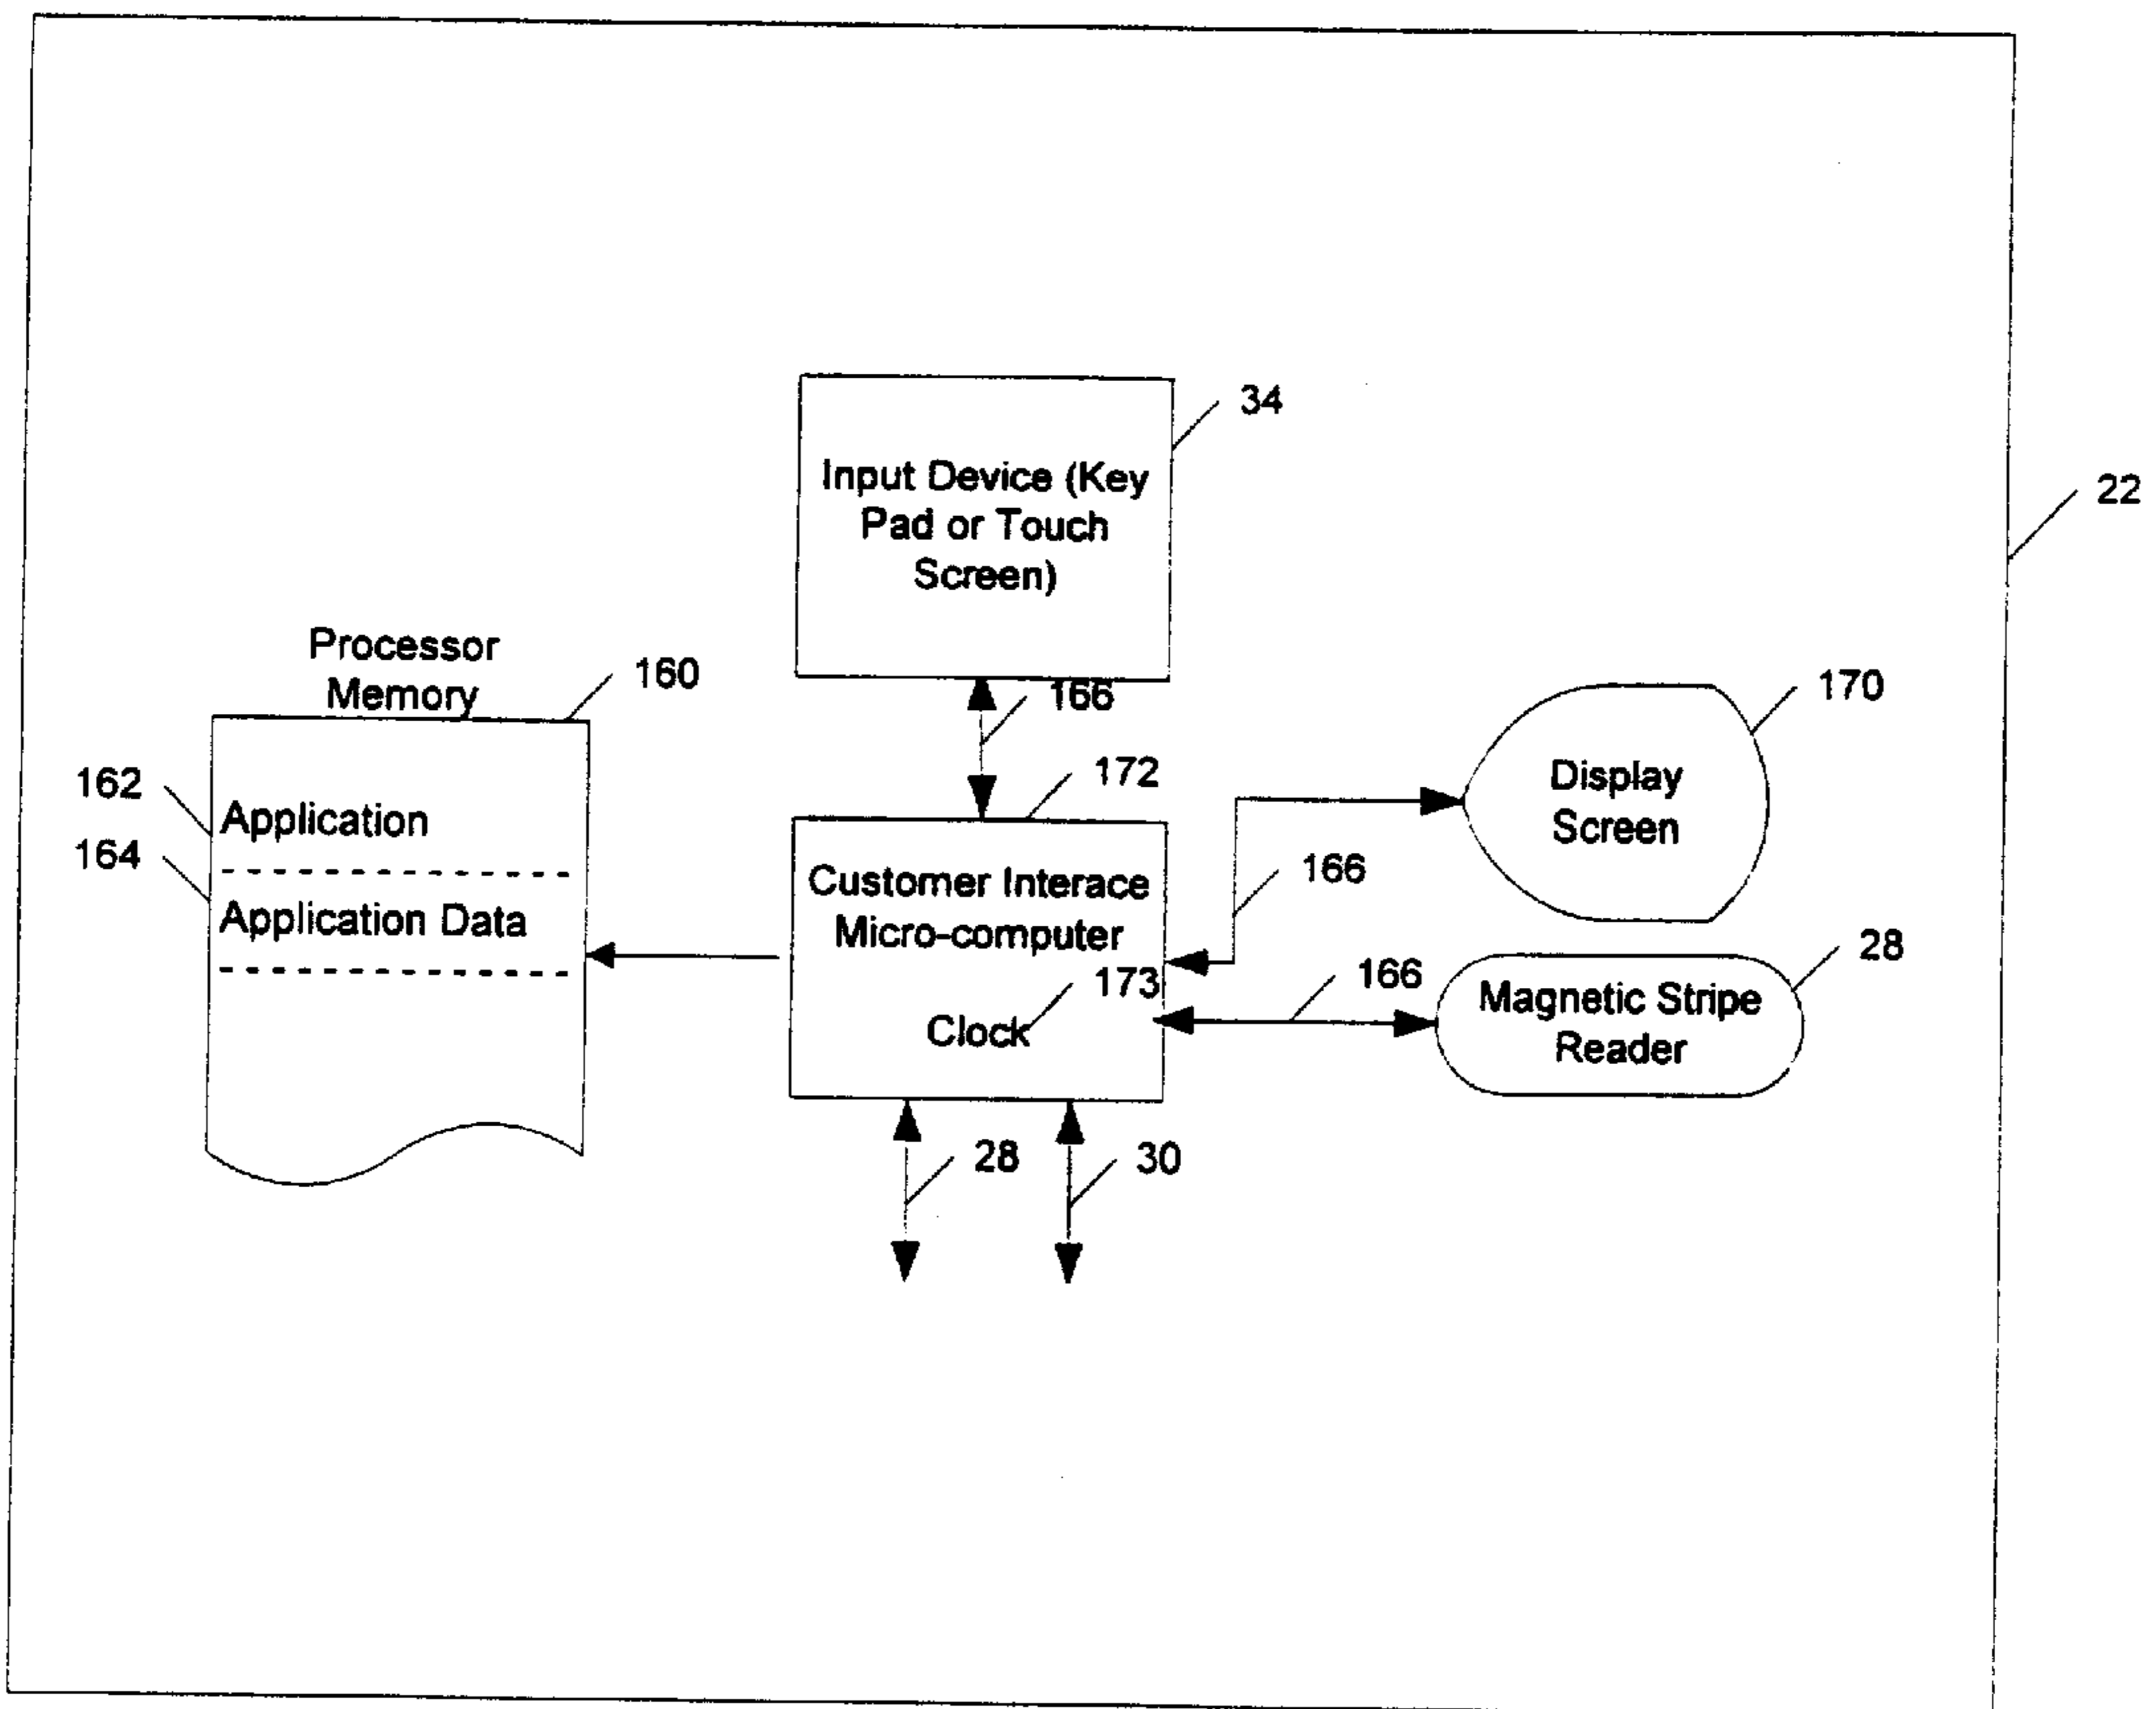 34
Input Device (Key
Pad or Touch
Screen)
22
Processor
Memory
160
166
170
162
Application
164
Application Data
172
Customer Interace
Micro-computer
173
Clock
166
Display
Screen
166
28
Magnetic Stripe
Reader
28
30